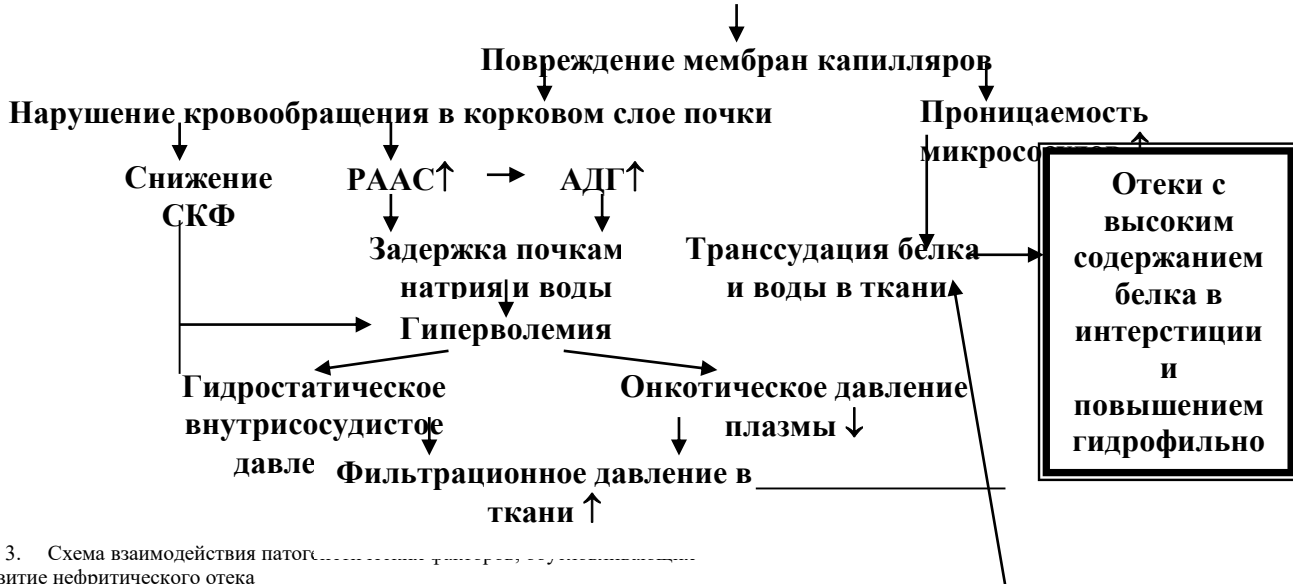 Повреждение мембран капилляров
Нарушение кровообращения в корковом слое почки
Проницаемость
↑
Снижение
СКФ
РААС↑
АДГ↑
Задержка почкам
натрия и воды
Транссудация белка
и воды в ткани
Отеки с
высоким
содержанием
белка в
интерстиции
и
повышением
гидрофильно
Гиперволемия
Гидростатическое
внутрисосудистое
давле
Онкотическое давление
плазмы ↓
Фильтрационное давление в
ткани ↑
3. Схема взаимодействия
витие нефритического отека